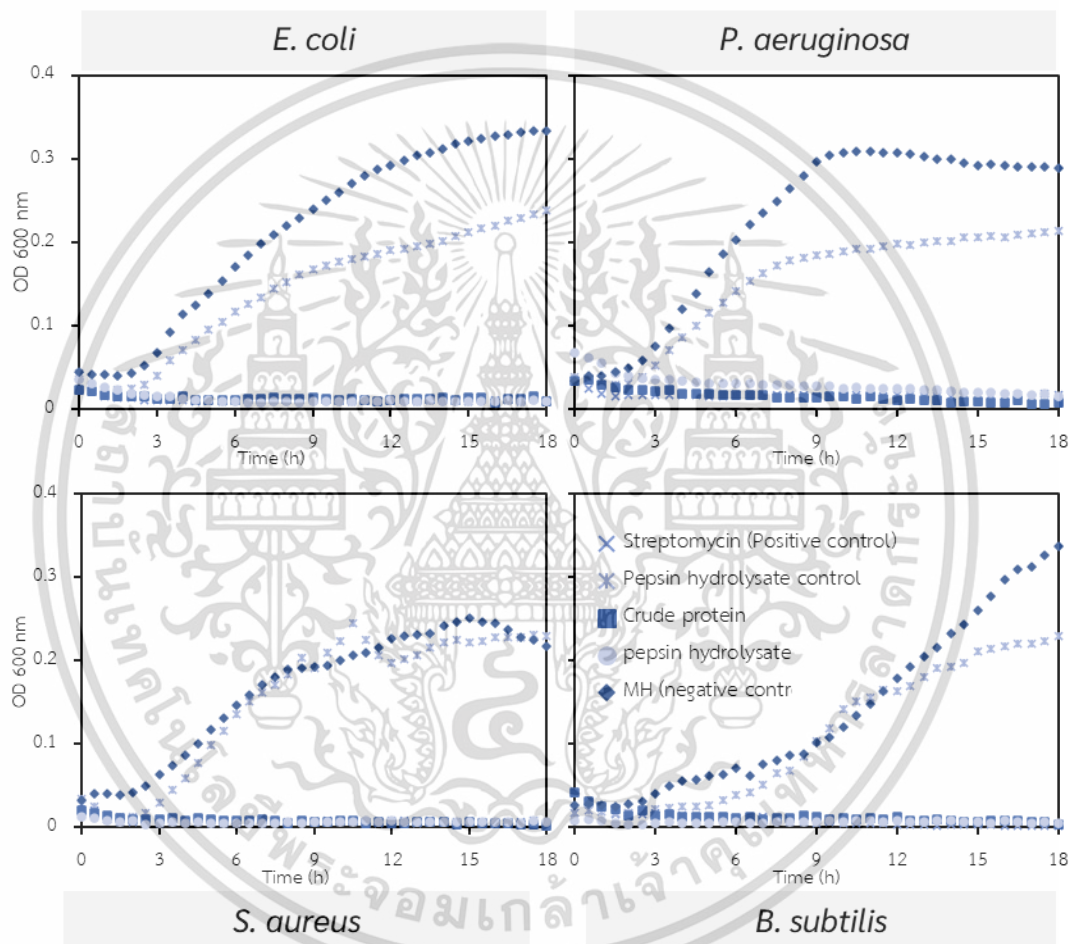 E. coli
P. aeruginosa
0.4
0.3
0.2
0.1
0
OD 600 nm
0 3 6 9 12 15 18
Time (h)
0 3 6 9 12 15 18
Time (h)
0.4
0.3
0.2
0.1
0
OD 600 nm
Streptomycin (Positive control)
Pepsin hydrolysate control
Crude protein
pepsin hydrolysate
MH (negative contr
0 3 6 9 12 15 18
Time (h)
0 3 6 9 12 15 18
Time (h)
S. aureus
B. subtilis